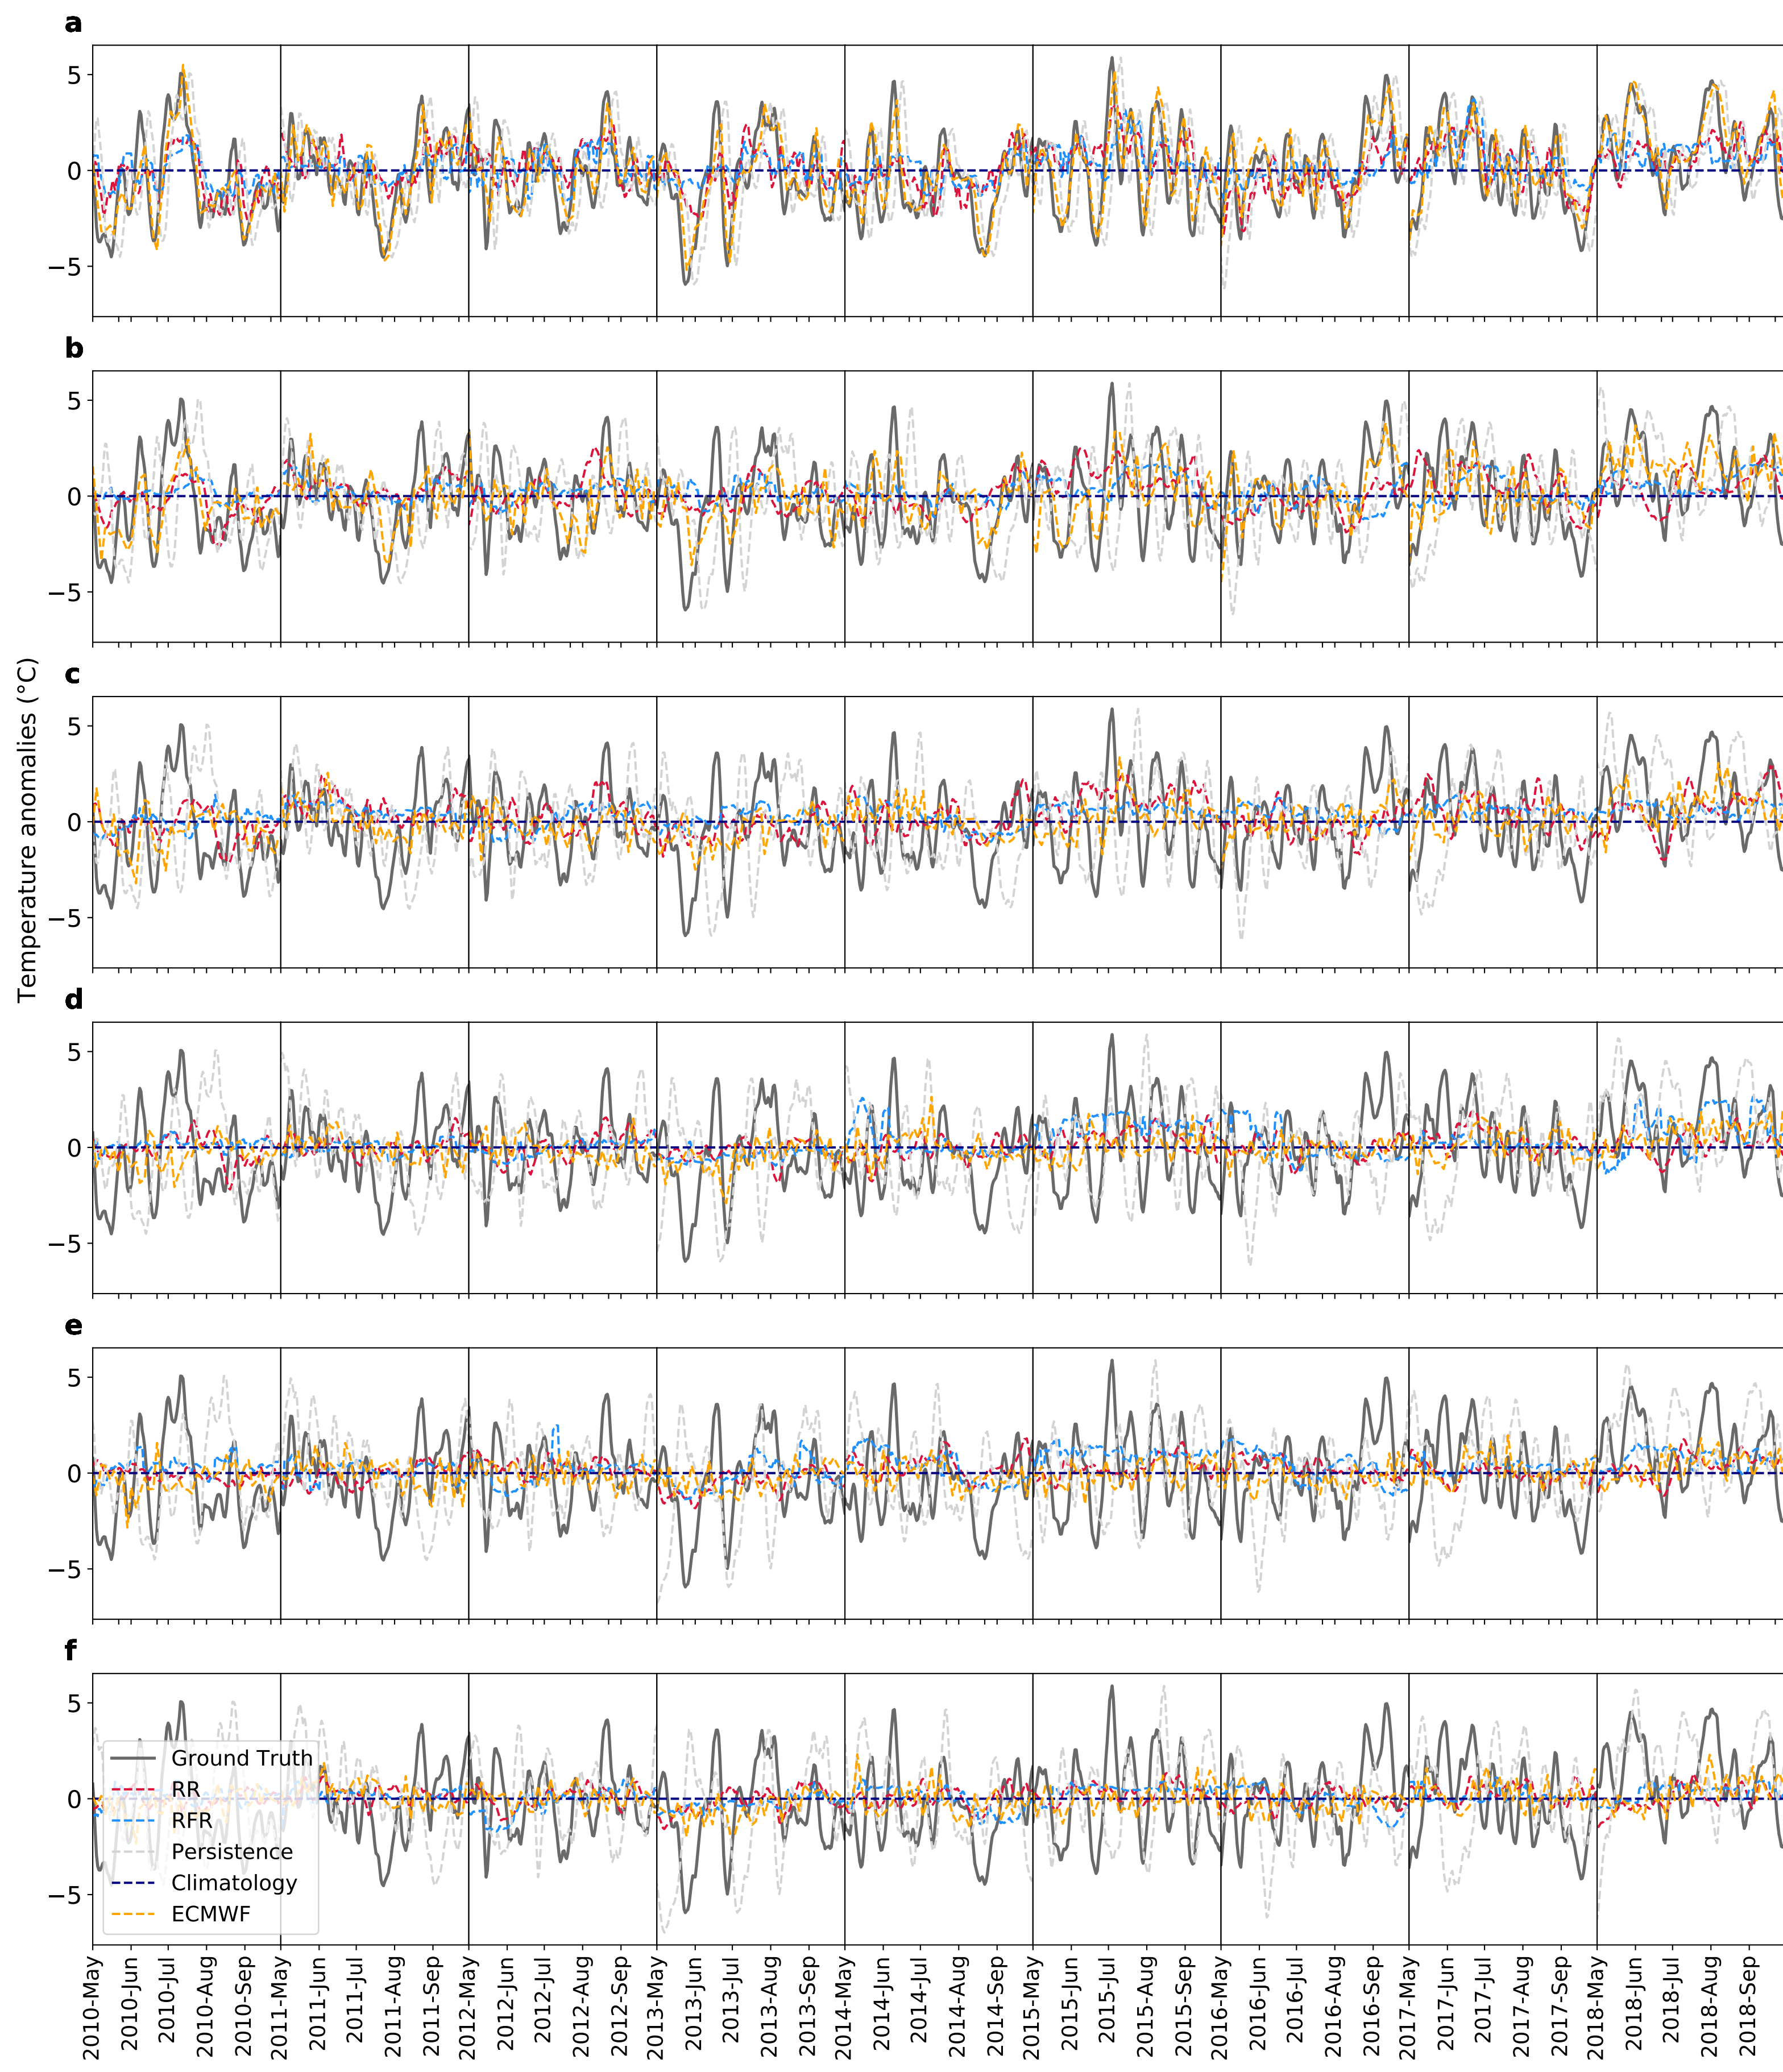 a
5
0
−5
b
5
0
−5
c
5
0
−5
Temperature anomalies (°C)
d
5
0
−5
e
5
0
−5
f
5
0
−5
Ground Truth
RR
RFR
Persistence
Climatology
ECMWF
2010-May
2010-Jun
2010-Jul
2010-Aug
2010-Sep
2011-May
2011-Jun
2011-Jul
2011-Aug
2011-Sep
2012-May
2012-Jun
2012-Jul
2012-Aug
2012-Sep
2013-May
2013-Jun
2013-Jul
2013-Aug
2013-Sep
2014-May
2014-Jun
2014-Jul
2014-Aug
2014-Sep
2015-May
2015-Jun
2015-Jul
2015-Aug
2015-Sep
2016-May
2016-Jun
2016-Jul
2016-Aug
2016-Sep
2017-May
2017-Jun
2017-Jul
2017-Aug
2017-Sep
2018-May
2018-Jun
2018-Jul
2018-Aug
2018-Sep